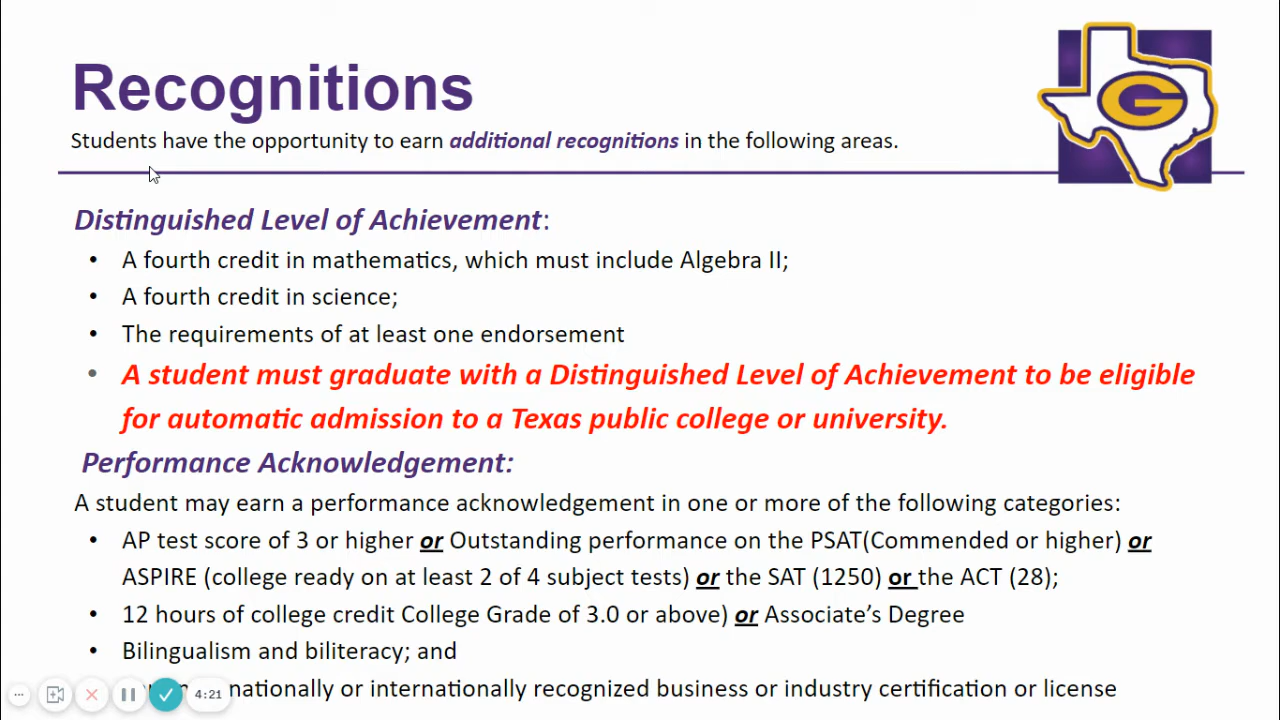 Recognitions
Students have the opportunity to earn additional recognitions in the following areas.
G
Distinguished Level of Achievement:
• A fourth credit in mathematics, which must include Algebra II;
• A fourth credit in science;
• The requirements of at least one endorsement
• A student must graduate with a Distinguished Level of Achievement to be eligible
for automatic admission to a Texas public college or university.
Performance Acknowledgement:
A student may earn a performance acknowledgement in one or more of the following categories:
• AP test score of 3 or higher or Outstanding performance on the PSAT(Commended or higher) or
ASPIRE (college ready on at least 2 of 4 subject tests) or the SAT (1250) or the ACT (28);
• 12 hours of college credit College Grade of 3.0 or above) or Associate's Degree
• Bilingualism and biliteracy; and
nationally or internationally recognized business or industry certification or license
4:21